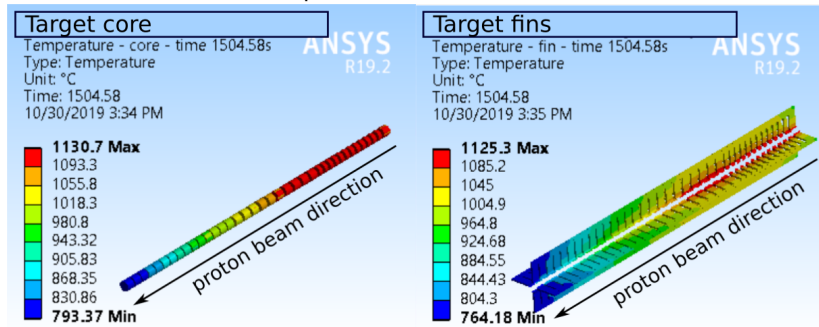 Target core
Temperature - core - time 1504.58s
Type: Temperature
Unit: °C
Time: 1504.58
10/30/2019 3:34 PM
ANSYS
R19.2
1130.7 Max
1093.3
1055.8
1018.3
980.8
943.32
905.83
868.35
830.86
793.37 Min
proton beam direction
Target fins
Temperature - fin - time 1504.58s
Type: Temperature
Unit: °C
Time: 1504.58
10/30/2019 3:35 PM
ANSYS
R19.2
1125.3 Max
1085.2
1045
1004.9
964.8
924.68
884.55
844.43
804.3
764.18 Min
proton beam direction